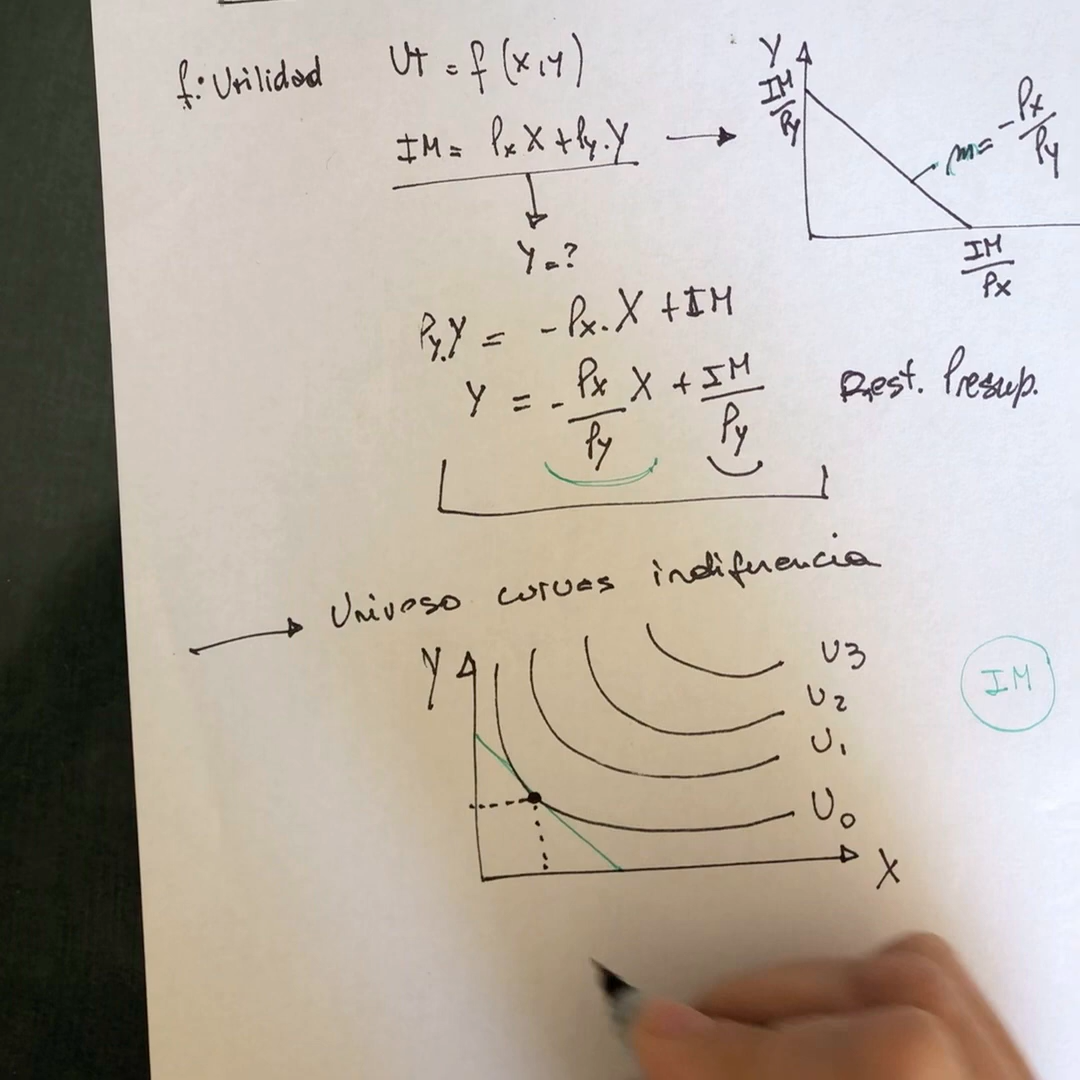 f: Utilidad UT = f (x,y)
IM = Px X + Py . Y
Y = ?
Py.Y = -Px. X + IM
Y = - Px/Py X + IM/Py Rest. Presup.
Y
IM/Py
m = - Px/Py
IM/Px
Univeso curvas indiferencia
Y
U3
U2
U1
U0
X
IM